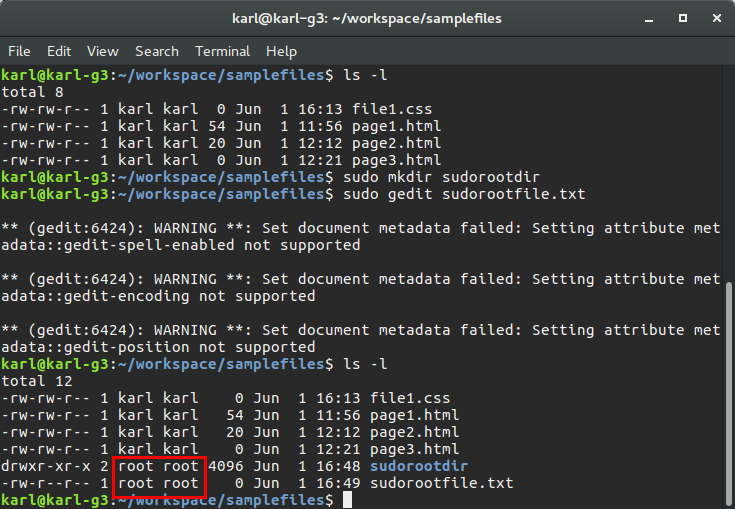 karl@karl-g3: ~/workspace/samplefiles
File Edit View Search Terminal Help
karl@karl-g3:~/workspace/samplefiles$ ls -l
total 8
-rw-rw-r-- 1 karl karl  0 Jun  1 16:13 file1.css
-rw-rw-r-- 1 karl karl 54 Jun  1 11:56 page1.html
-rw-rw-r-- 1 karl karl 20 Jun  1 12:12 page2.html
-rw-rw-r-- 1 karl karl  0 Jun  1 12:21 page3.html
karl@karl-g3:~/workspace/samplefiles$ sudo mkdir sudorootdir
karl@karl-g3:~/workspace/samplefiles$ sudo gedit sudorootfile.txt
** (gedit:6424): WARNING **: Set document metadata failed: Setting attribute met
adata::gedit-spell-enabled not supported
** (gedit:6424): WARNING **: Set document metadata failed: Setting attribute met
adata::gedit-encoding not supported
** (gedit:6424): WARNING **: Set document metadata failed: Setting attribute met
adata::gedit-position not supported
karl@karl-g3:~/workspace/samplefiles$ ls -l
total 12
-rw-rw-r-- 1 karl karl    0 Jun  1 16:13 file1.css
-rw-rw-r-- 1 karl karl   54 Jun  1 11:56 page1.html
-rw-rw-r-- 1 karl karl   20 Jun  1 12:12 page2.html
-rw-rw-r-- 1 karl karl    0 Jun  1 12:21 page3.html
drwxr-xr-x 2 root root 4096 Jun  1 16:48 sudorootdir
-rw-r--r-- 1 root root    0 Jun  1 16:49 sudorootfile.txt
karl@karl-g3:~/workspace/samplefiles$